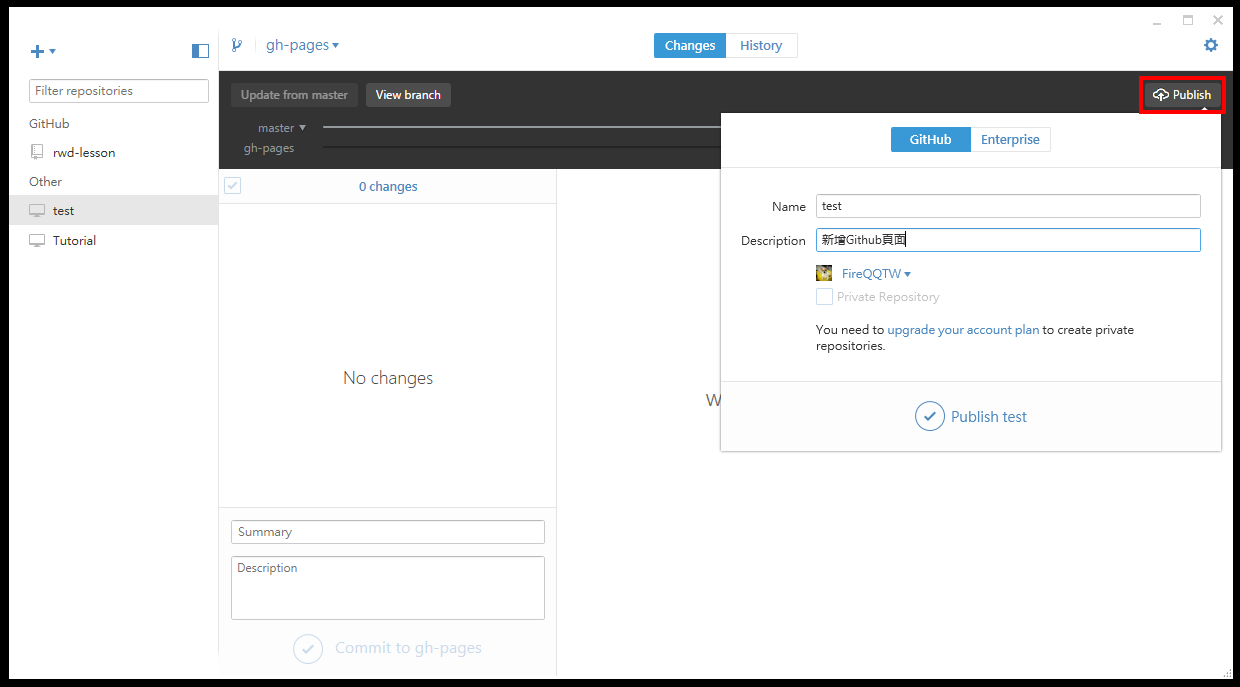 gh-pages
Changes
History
Filter repositories
GitHub
rwd-lesson
Other
test
Tutorial
Update from master
View branch
Publish
master
gh-pages
0 changes
No changes
W
Summary
Description
Commit to gh-pages
GitHub
Enterprise
Name
test
Description
新增Github頁面
FireQQTW
Private Repository
You need to upgrade your account plan to create private
repositories.
Publish test